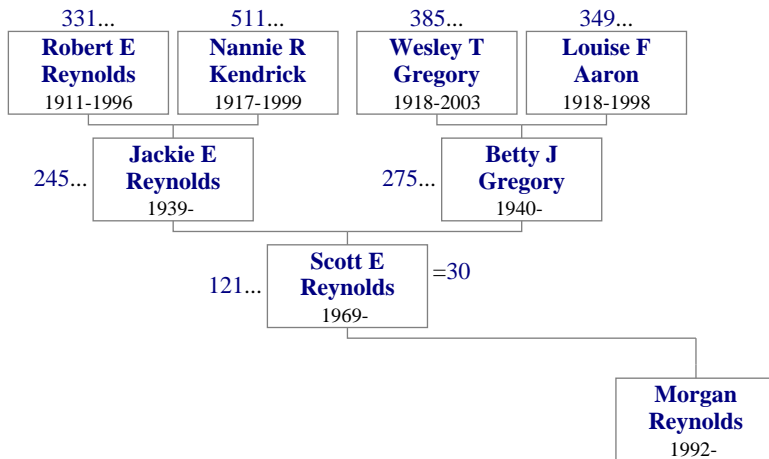 331...
511...
385...
349...
Robert E
Reynolds
1911-1996
Nannie R
Kendrick
1917-1999
Wesley T
Gregory
1918-2003
Louise F
Aaron
1918-1998
245...
Jackie E
Reynolds
1939-
275...
Betty J
Gregory
1940-
121...
Scott E
Reynolds
1969-
=30
Morgan
Reynolds
1992-